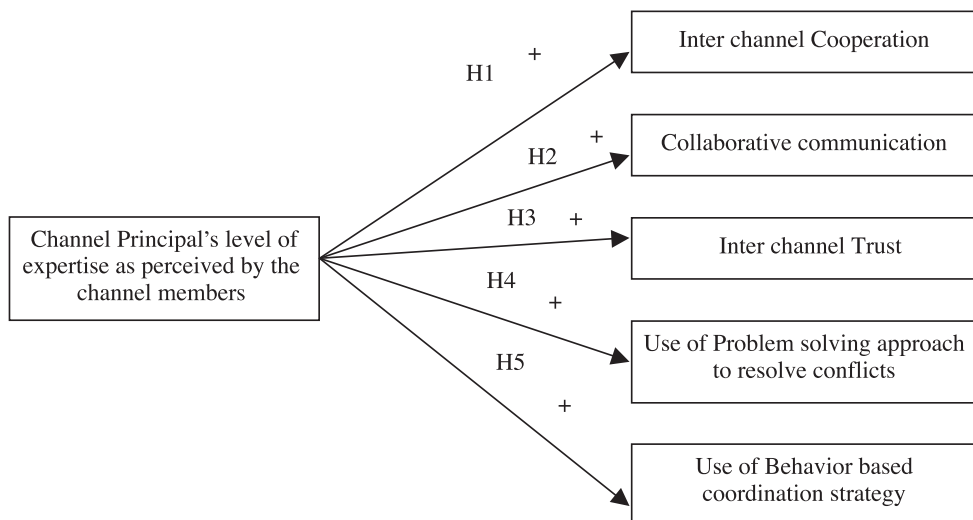 Channel Principal's level of
expertise as perceived by the
channel members
H1
+
Inter channel Cooperation
H2
+
Collaborative communication
H3
+
Inter channel Trust
H4
+
Use of Problem solving approach
to resolve conflicts
H5
+
Use of Behavior based
coordination strategy